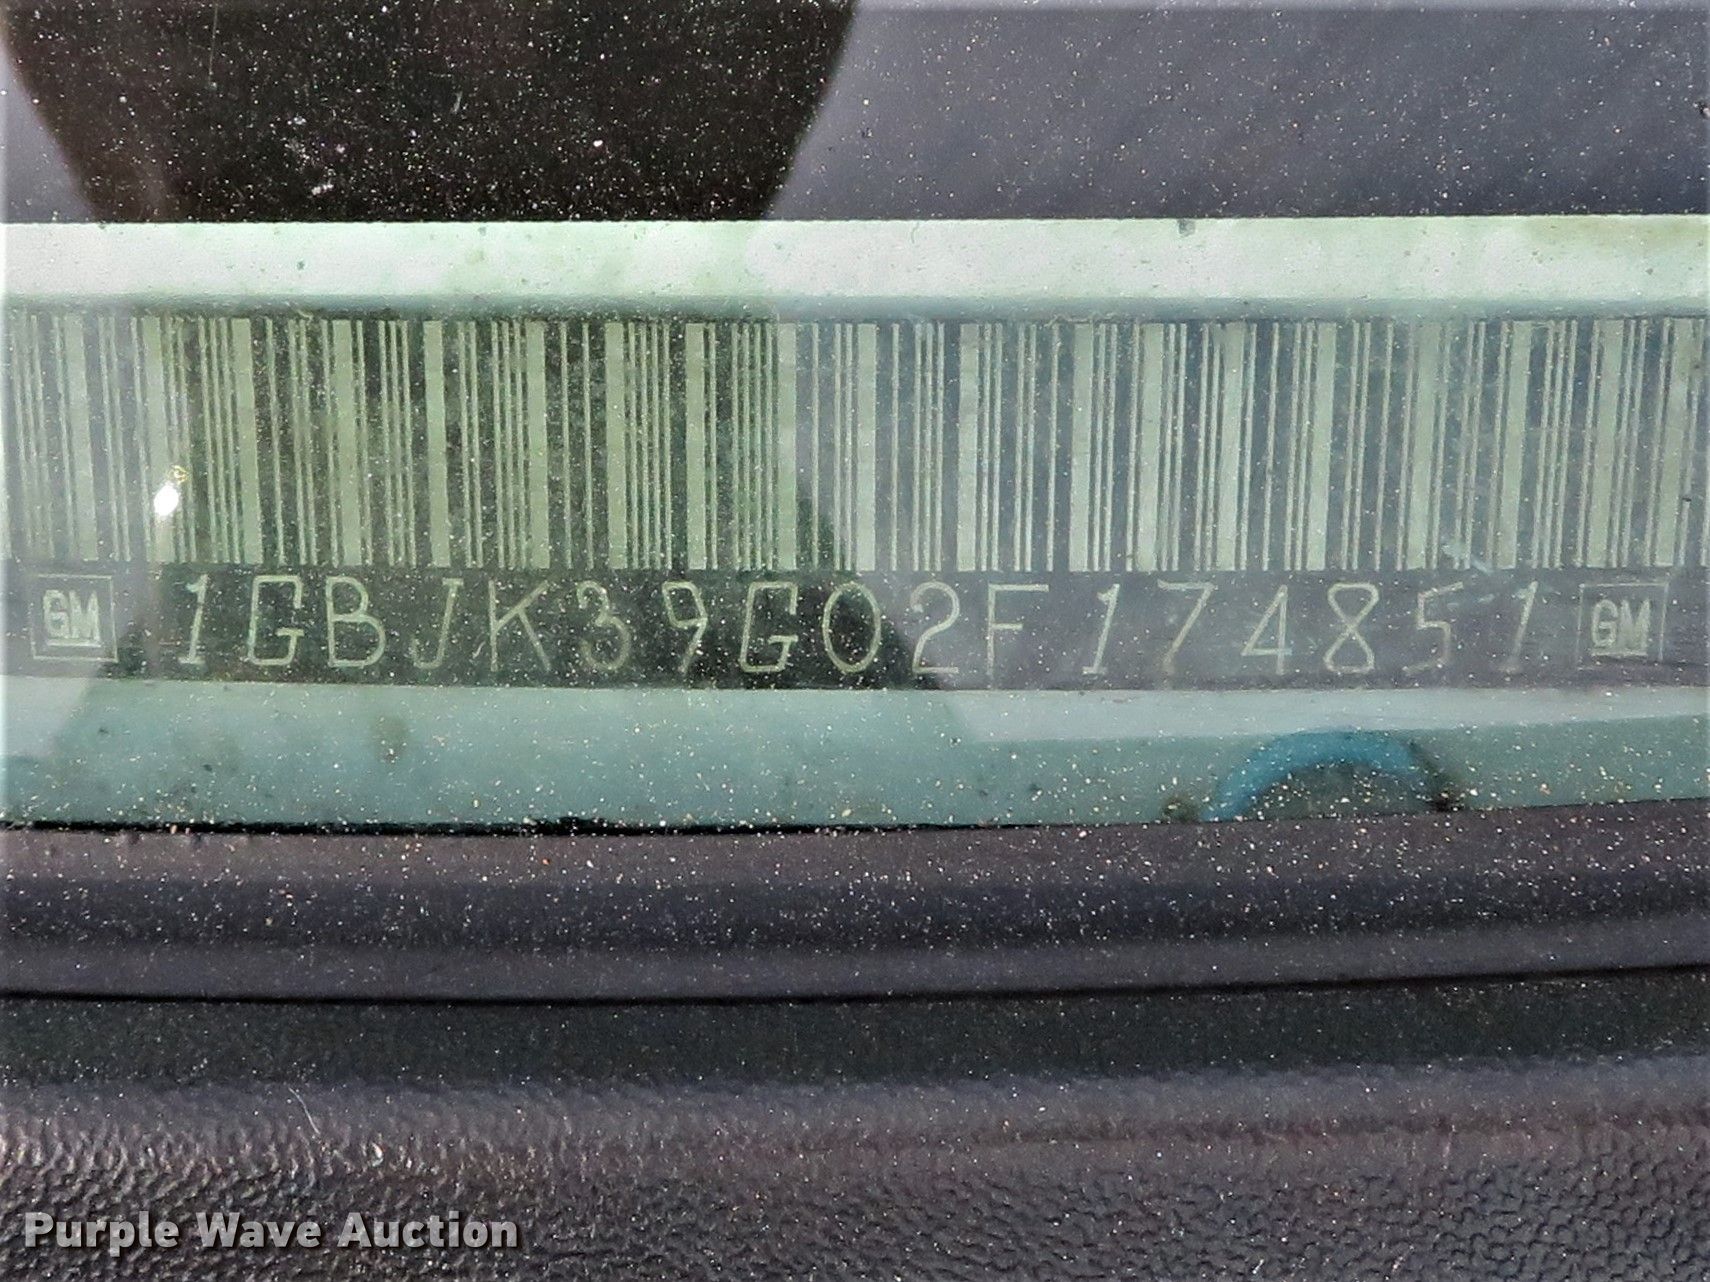 GM 1GBJK39G02F174851 GM
Purple Wave Auction